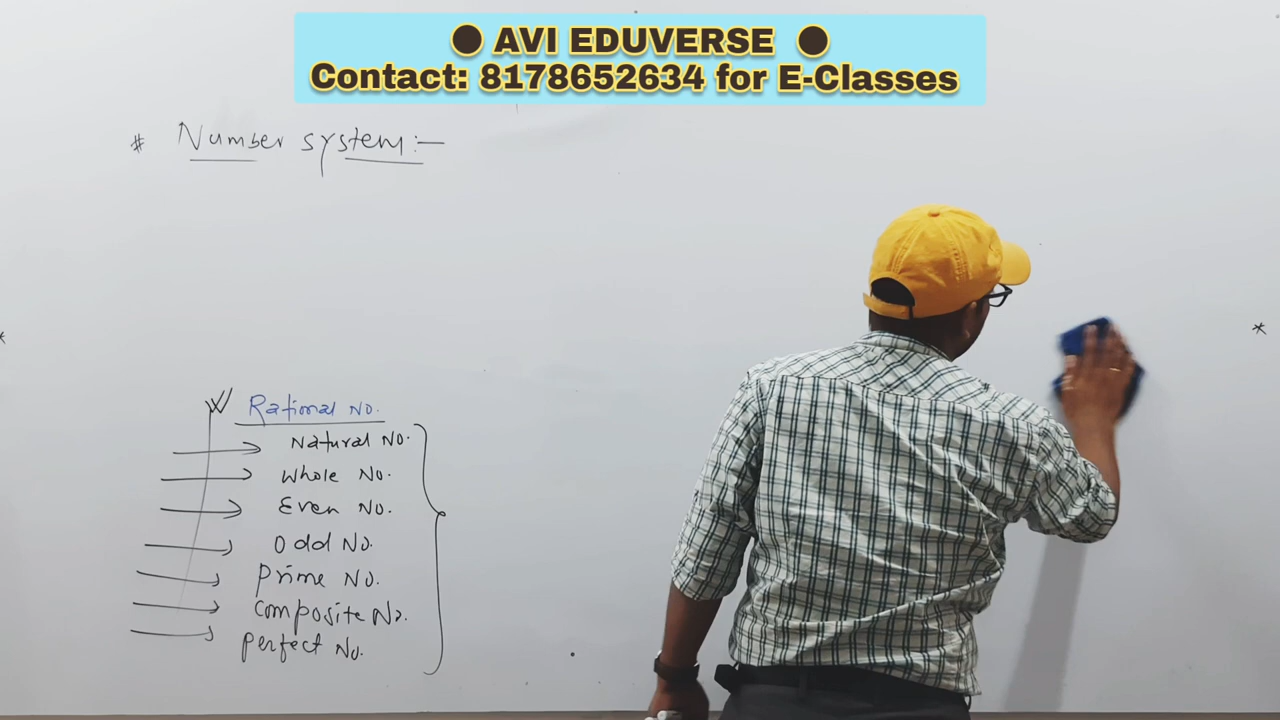 ● AVI EDUVERSE ●
Contact: 8178652634 for E-Classes
# Number system:-
Rational No.
Natural No.
Whole No.
Even No.
Odd No.
Prime No.
Composite No.
perfect No.